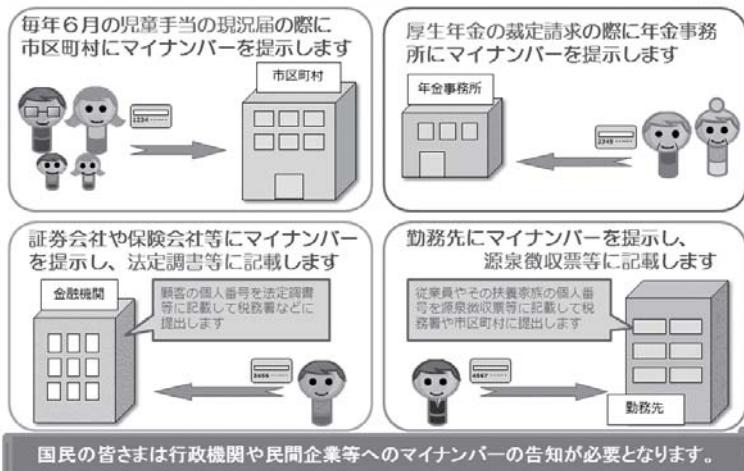 毎年6月の児童手当の現況届の際に
市区町村にマイナンバーを提示します
市区町村
1234
厚生年金の裁定請求の際に年金事務
所にマイナンバーを提示します
年金事務所
2345
証券会社や保険会社等にマイナンバー
を提示し、法定調書等に記載します
金融機関
顧客の個人番号を法定調書
等に記載して税務署などに
提出します
3456
勤務先にマイナンバーを提示し、
源泉徴収票等に記載します
従業員やその扶養家族の個人番
号を源泉徴収票等に記載して税
務署や市区町村に提出します
4567
勤務先
国民の皆さまは行政機関や民間企業等へのマイナンバーの告知が必要となります。